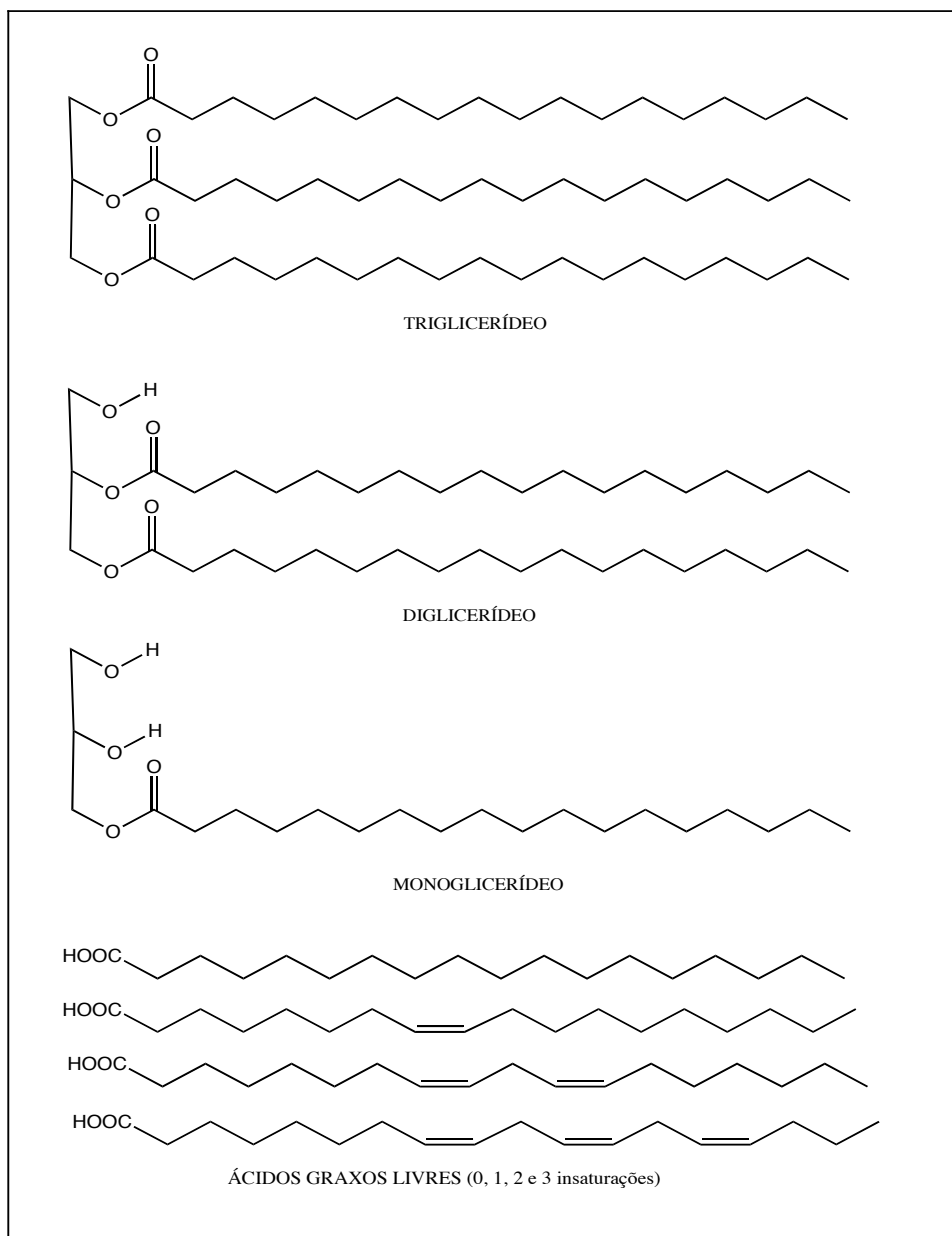 O
O
O
O
O
O
TRIGLICERÍDEO
H
O
O
O
O
O
DIGLICERÍDEO
H
O
H
O
O
O
MONOGLICERÍDEO
HOOC
HOOC
HOOC
HOOC
ÁCIDOS GRAXOS LIVRES (0, 1, 2 e 3 insaturações)